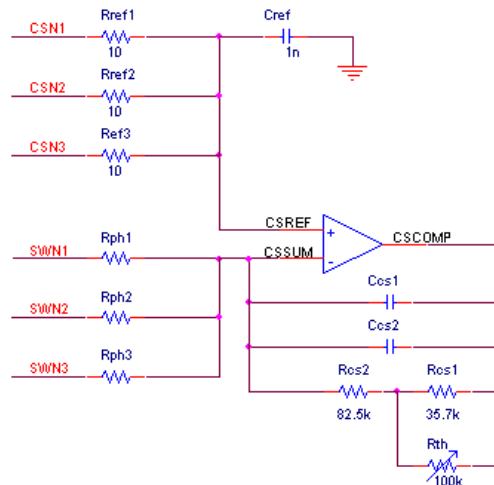 Rref1 Cref
CSN1
10 1n
Rref2
CSN2
10
Ref3
CSN3
10
CSREF
+
CSCOMP
CSSUM
-
Rph1
SWN1
Ccs1
Rph2
SWN2
Ccs2
Rph3
SWN3
Rcs2 Rcs1
82.5k 35.7k
Rth
100k